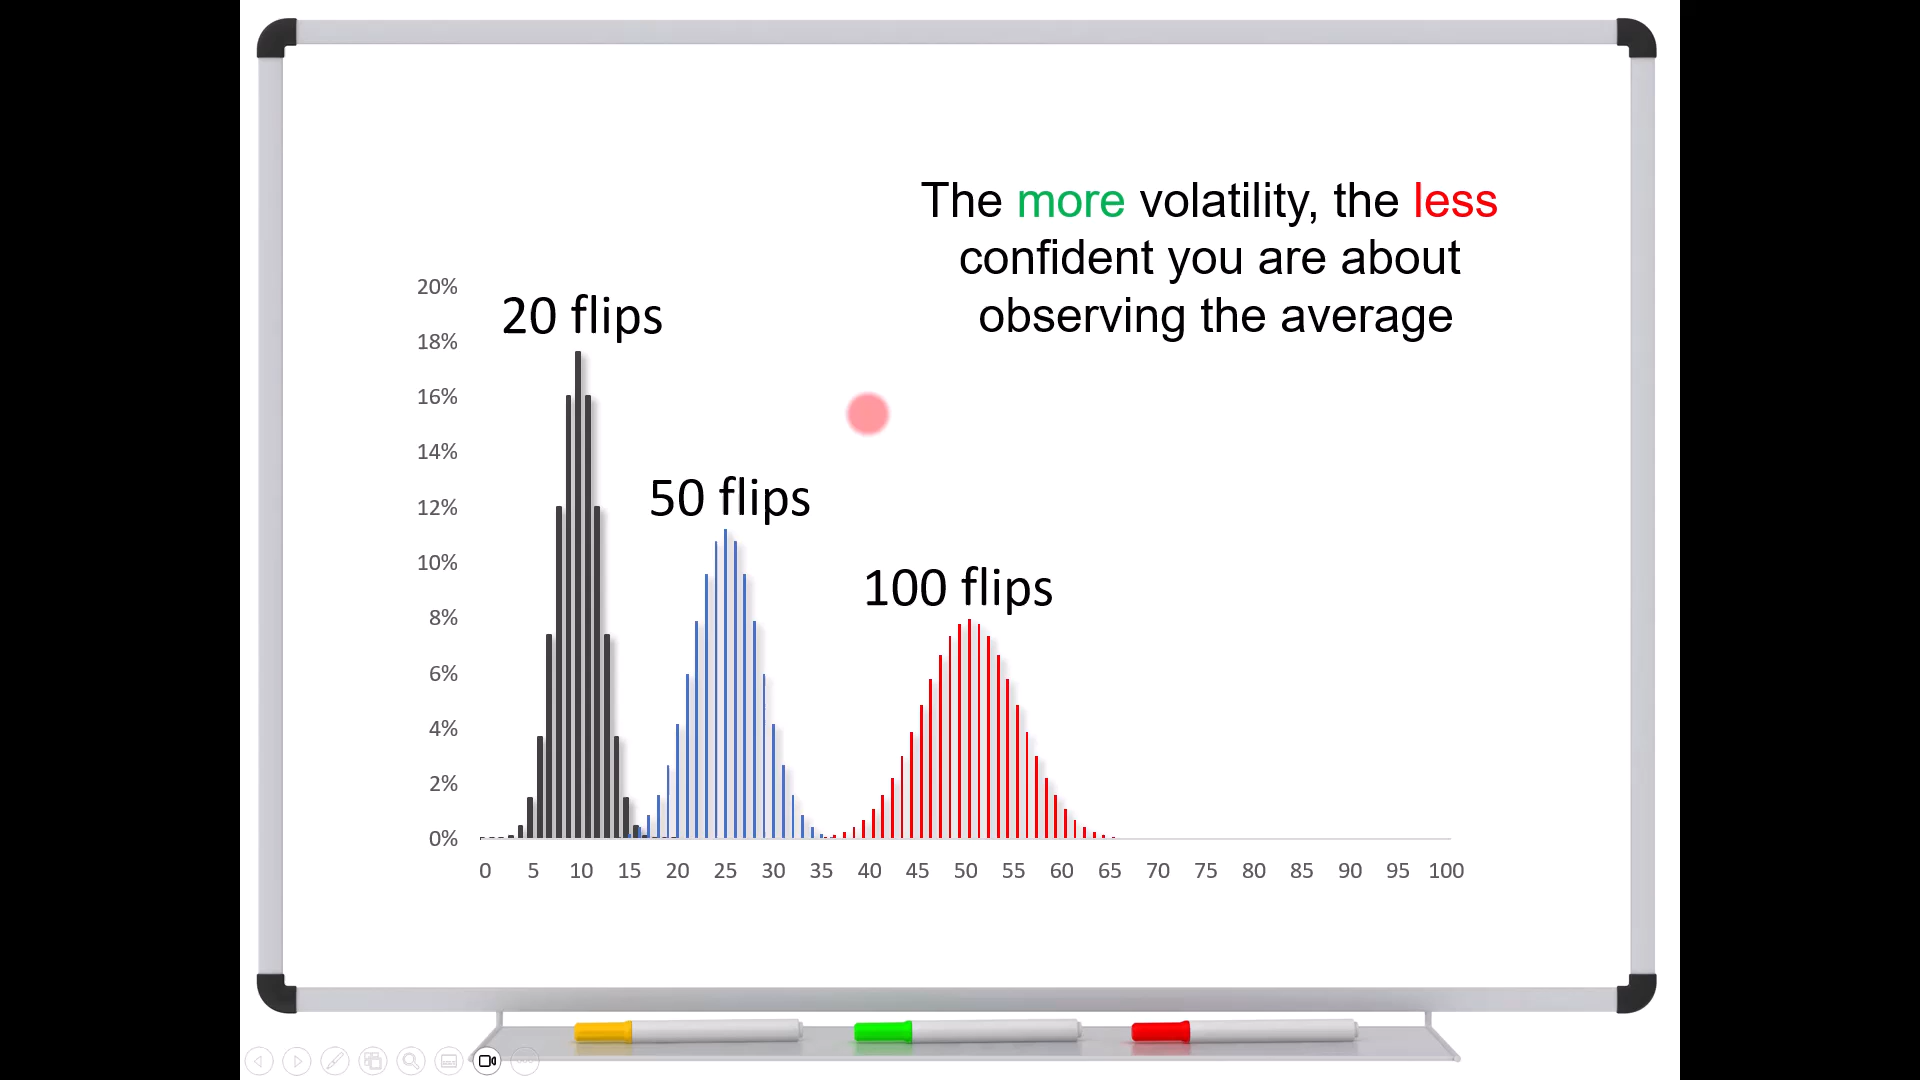 The more volatility, the less
confident you are about
observing the average
20%
18%
16%
14%
12%
10%
8%
6%
4%
2%
0%
20 flips
50 flips
100 flips
0 5 10 15 20 25 30 35 40 45 50 55 60 65 70 75 80 85 90 95 100